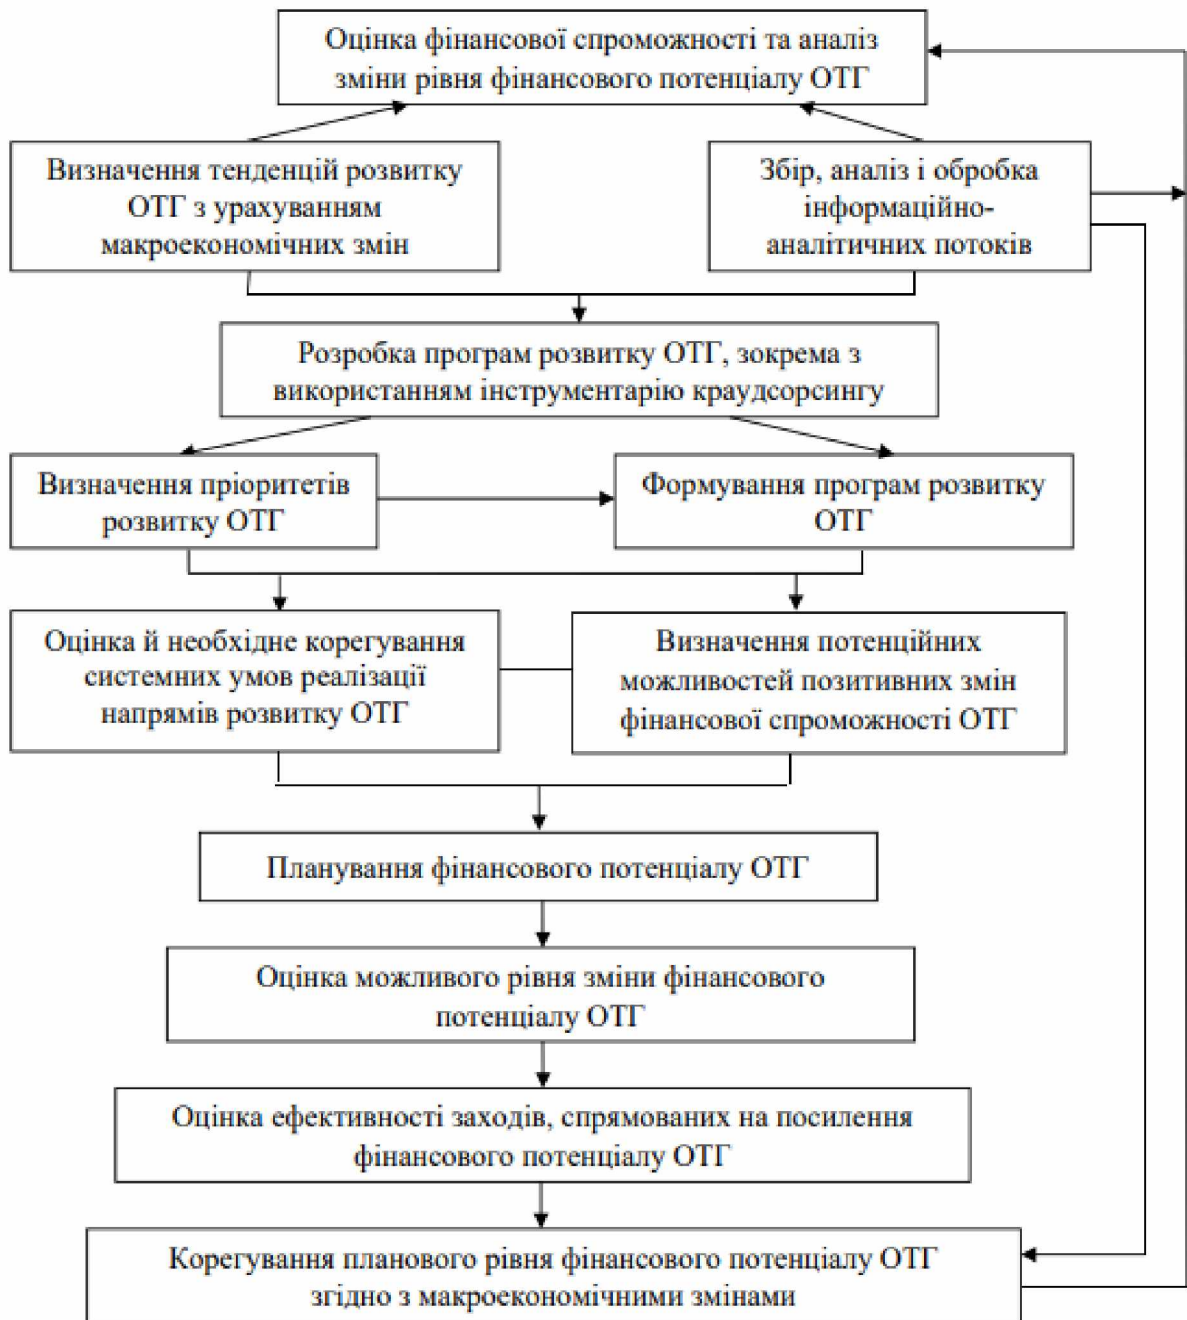 Оцінка фінансової спроможності та аналіз
зміни рівня фінансового потенціалу ОТГ
Визначення тенденцій розвитку
ОТГ з урахуванням
макроекономічних змін
Збір, аналіз і обробка
інформаційно-
аналітичних потоків
Розробка програм розвитку ОТГ, зокрема з
використанням інструментарію краудсорсингу
Визначення пріоритетів
розвитку ОТГ
Формування програм розвитку
ОТГ
Оцінка й необхідне корегування
системних умов реалізації
напрямів розвитку ОТГ
Визначення потенційних
можливостей позитивних змін
фінансової спроможності ОТГ
Планування фінансового потенціалу ОТГ
Оцінка можливого рівня зміни фінансового
потенціалу ОТГ
Оцінка ефективності заходів, спрямованих на посилення
фінансового потенціалу ОТГ
Корегування планового рівня фінансового потенціалу ОТГ
згідно з макроекономічними змінами